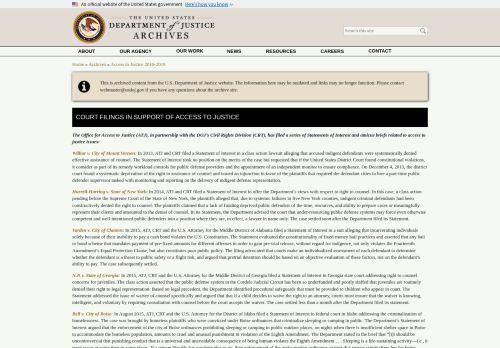 An official website of the United States government Here's how you know
THE UNITED STATES
DEPARTMENT of JUSTICE
ARCHIVES
Search
ABOUT OUR AGENCY OUR WORK NEWS RESOURCES CAREERS CONTACT
Home » Archives » Access to Justice 2010-2018
This is archived content from the U.S. Department of Justice website. The information here may be outdated and links may no longer function. Please contact
webmaster@usdoj.gov if you have any questions about the archive site.
COURT FILINGS IN SUPPORT OF ACCESS TO JUSTICE
The Office for Access to Justice (ATJ), in partnership with the DOJ's Civil Rights Division (CRT), has filed a series of Statements of Interest and amicus briefs related to access to
justice issues:
Wilbur v. City of Mount Vernon: In 2013, ATJ and CRT filed a Statement of Interest in a class action lawsuit alleging that accused indigent defendants were systematically denied
effective assistance of counsel. The Statement of Interest took no position on the merits of the case but requested that if the United States District Court found constitutional violations,
it consider as part of its remedy workload controls for public defense providers and the appointment of an independent monitor to ensure compliance. On December 4, 2013, the district
court found a systematic deprivation of the right to assistance of counsel and issued an injunction in favor of the plaintiffs that required the defendant cities to hire a part-time public
defender supervisor tasked with monitoring and reporting on the delivery of indigent defense representation.
Hurrell-Harring v. State of New York: In 2014, ATJ and CRT filed a Statement of Interest to offer the Department's views with respect to right to counsel. In this case, a class action
pending before the Supreme Court of the State of New York, the plaintiffs alleged that, due to systemic failures in five New York counties, indigent criminal defendants had been
constructively denied the right to counsel. The plaintiffs claimed that a lack of funding deprived public defenders of the time, resources, and ability to prepare cases or meaningfully
represent their clients and amounted to the denial of counsel. In its Statement, the Department advised the court that under-resourcing public defense systems may force even otherwise
competent and well-intentioned public defenders into a position where they are, in effect, a lawyer in name only. The case settled soon after the Department filed its Statement.
Varden v. City of Clanton: In 2015, ATJ, CRT and the U.S. Attorney for the Middle District of Alabama filed a Statement of Interest in a suit alleging that incarcerating individuals
solely because of their inability to pay a cash bond violates the U.S. Constitution. The Statement evaluated the constitutionality of fixed-money bail practices and asserted that any bail
or bond scheme that mandates payment of pre-fixed amounts for different offenses in order to gain pre-trial release, without regard for indigence, not only violates the Fourteenth
Amendment's Equal Protection Clause, but also constitutes poor public policy. The filing advocated that courts make an individualized assessment of each defendant to determine
whether the defendant is a threat to public safety or a flight risk, and argued that pretrial detention should be based on an objective evaluation of these factors, not on the defendant's
ability to pay. The case subsequently settled.
N.P. v. State of Georgia: In 2015, ATJ, CRT and the U.S. Attorney for the Middle District of Georgia filed a Statement of Interest in Georgia state court addressing right to counsel
concerns for juveniles. The class action asserted that the public defense system in the Cordele Judicial Circuit has been so underfunded and poorly staffed that juveniles are routinely
denied their right to legal representation. Based on legal precedent, the Department identified procedural safeguards that must be provided to children who appear in court. The
Statement addressed the issue of waiver of counsel specifically and argued that if a child decides to waive the right to an attorney, courts must ensure that the waiver is knowing,
intelligent, and voluntary by requiring consultation with counsel before the court accepts the waiver. The case settled less than a month after the Department filed its statement.
Bell v. City of Boise: In August 2015, ATJ, CRT and the U.S. Attorney for the District of Idaho filed a Statement of Interest in federal court in Idaho addressing the criminalization of
homelessness. The case was brought by homeless plaintiffs who were convicted under Boise ordinances that criminalize sleeping or camping in public. The Department's Statement of
Interest argued that the enforcement of the city of Boise ordinances prohibiting sleeping or camping in public outdoor places, on nights when there is insufficient shelter space in Boise
to accommodate the homeless population, amounts to cruel and unusual punishment in violation of the Eighth Amendment. The Department stated in the brief that "[i]t should be
uncontroversial that punishing conduct that is a universal and unavoidable consequence of being human violates the Eighth Amendment . . . Sleeping is a life-sustaining activity—i.e., it